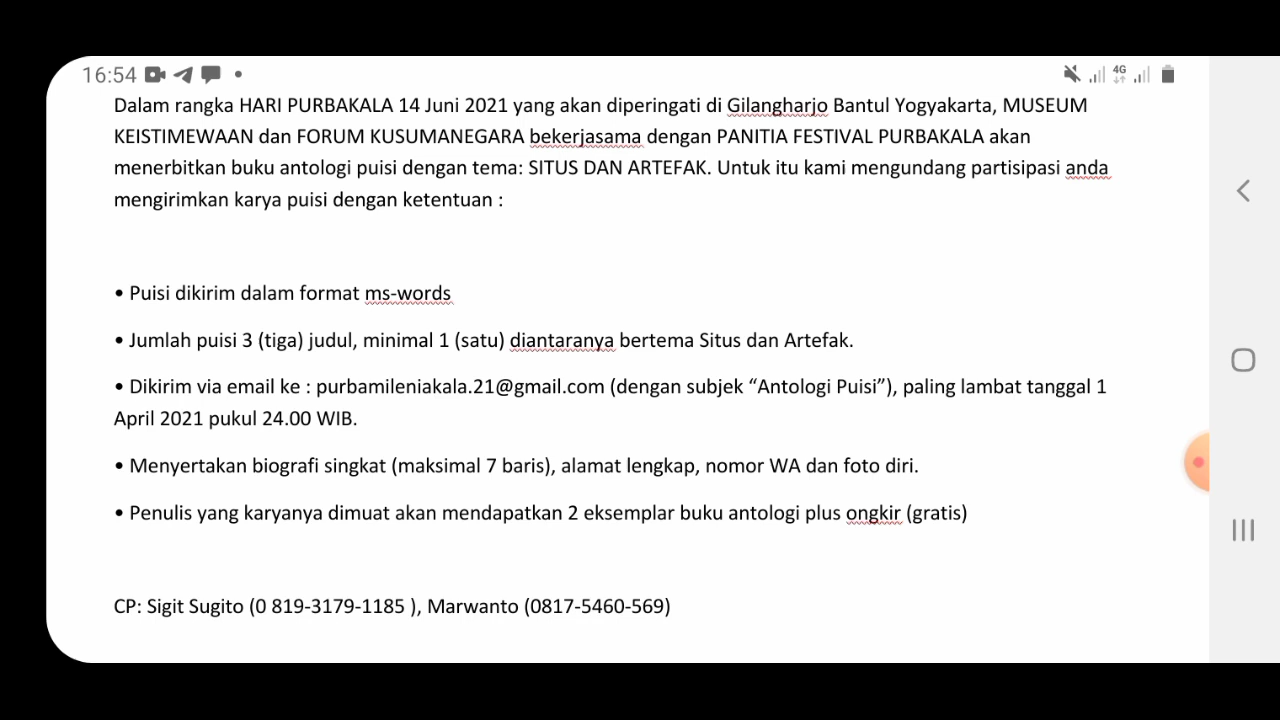 16:54
4G
Dalam rangka HARI PURBAKALA 14 Juni 2021 yang akan diperingati di Gilangharjo Bantul Yogyakarta, MUSEUM
KEISTIMEWAAN dan FORUM KUSUMANEGARA bekerjasama dengan PANITIA FESTIVAL PURBAKALA akan
menerbitkan buku antologi puisi dengan tema: SITUS DAN ARTEFAK. Untuk itu kami mengundang partisipasi anda
mengirimkan karya puisi dengan ketentuan :
• Puisi dikirim dalam format ms-words
• Jumlah puisi 3 (tiga) judul, minimal 1 (satu) diantaranya bertema Situs dan Artefak.
• Dikirim via email ke : purbamileniakala.21@gmail.com (dengan subjek “Antologi Puisi”), paling lambat tanggal 1
April 2021 pukul 24.00 WIB.
• Menyertakan biografi singkat (maksimal 7 baris), alamat lengkap, nomor WA dan foto diri.
• Penulis yang karyanya dimuat akan mendapatkan 2 eksemplar buku antologi plus ongkir (gratis)
CP: Sigit Sugito (0 819-3179-1185 ), Marwanto (0817-5460-569)